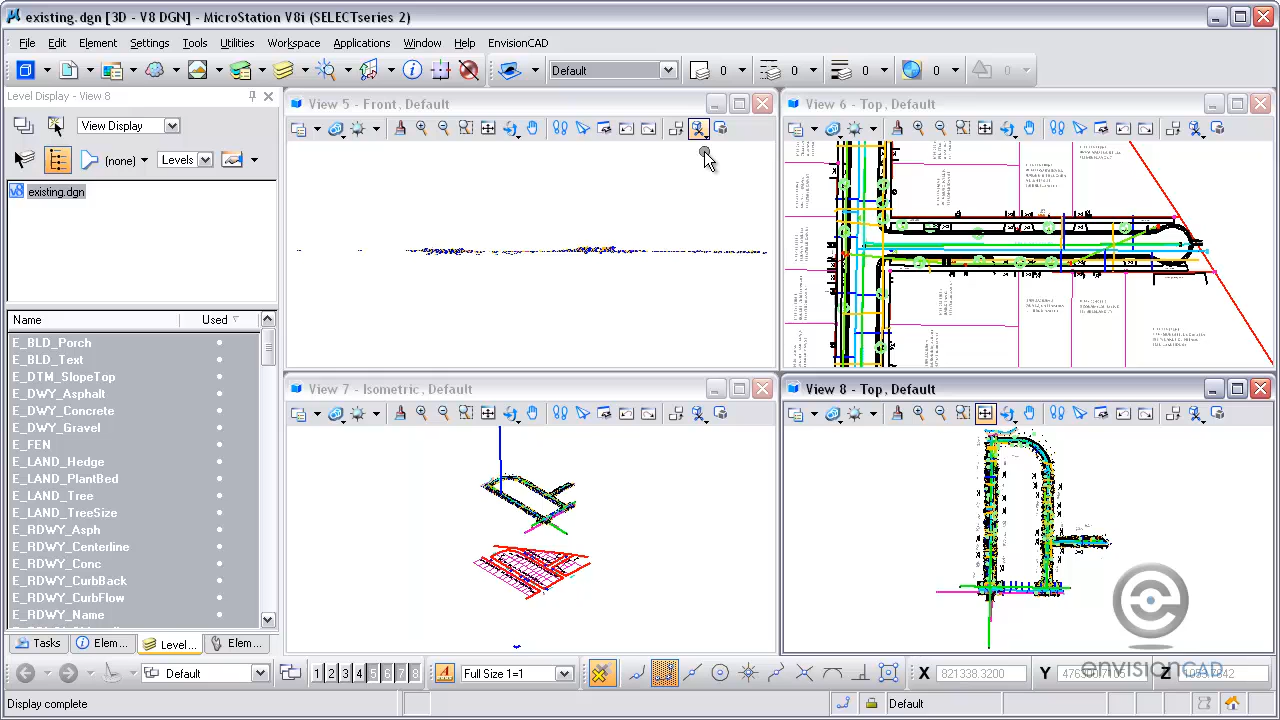 existing.dgn [3D - V8 DGN] - MicroStation V8i (SELECTseries 2)
File Edit Element Settings Tools Utilities Workspace Applications Window Help EnvisionCAD
Default 0 0 0 0 0
Level Display - View 8
View Display
(none) Levels
existing.dgn
Name Used
E_BLD_Porch
E_BLD_Text
E_DTM_SlopeTop
E_DWY_Asphalt
E_DWY_Concrete
E_DWY_Gravel
E_FEN
E_LAND_Hedge
E_LAND_PlantBed
E_LAND_Tree
E_LAND_TreeSize
E_RDWY_Asph
E_RDWY_Centerline
E_RDWY_Conc
E_RDWY_CurbBack
E_RDWY_CurbFlow
E_RDWY_Name
Tasks Elem... Level... Elem...
View 5 - Front, Default
View 6 - Top, Default
View 7 - Isometric, Default
View 8 - Top, Default
envisionCAD
Default 1 2 3 4 5 6 7 8 Full Size 1=1 X 821338.3200 Y Z
Display complete Default